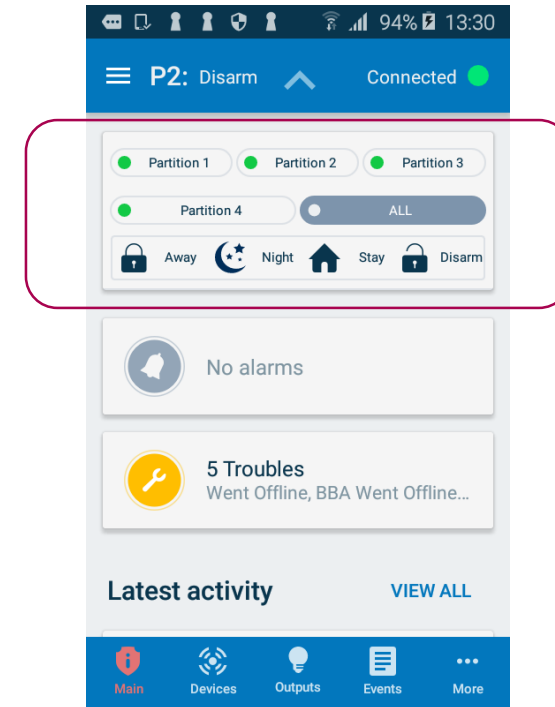 94% 13:30
P2: Disarm Connected
Partition 1 Partition 2 Partition 3
Partition 4 ALL
Away Night Stay Disarm
No alarms
5 Troubles
Went Offline, BBA Went Offline...
Latest activity VIEW ALL
Main Devices Outputs Events More